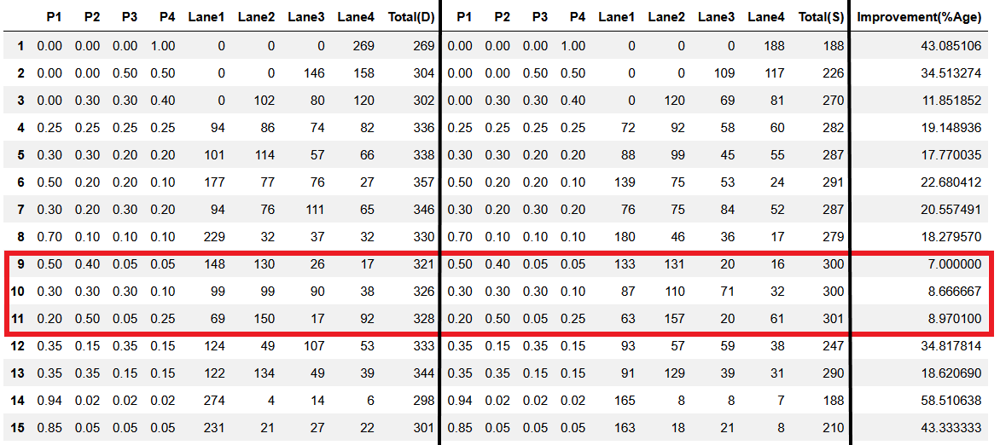 P1 P2 P3 P4 Lane1 Lane2 Lane3 Lane4 Total(D) P1 P2 P3 P4 Lane1 Lane2 Lane3 Lane4 Total(S) Improvement(%Age)
1 0.00 0.00 0.00 1.00 0 0 0 269 269 0.00 0.00 0.00 1.00 0 0 0 188 188 43.085106
2 0.00 0.00 0.50 0.50 0 0 146 158 304 0.00 0.00 0.50 0.50 0 0 109 117 226 34.513274
3 0.00 0.30 0.30 0.40 0 102 80 120 302 0.00 0.30 0.30 0.40 0 120 69 81 270 11.851852
4 0.25 0.25 0.25 0.25 94 86 74 82 336 0.25 0.25 0.25 0.25 72 92 58 60 282 19.148936
5 0.30 0.30 0.20 0.20 101 114 57 66 338 0.30 0.30 0.20 0.20 88 99 45 55 287 17.770035
6 0.50 0.20 0.20 0.10 177 77 76 27 357 0.50 0.20 0.20 0.10 139 75 53 24 291 22.680412
7 0.30 0.20 0.30 0.20 94 76 111 65 346 0.30 0.20 0.30 0.20 76 75 84 52 287 20.557491
8 0.70 0.10 0.10 0.10 229 32 37 32 330 0.70 0.10 0.10 0.10 180 46 36 17 279 18.279570
9 0.50 0.40 0.05 0.05 148 130 26 17 321 0.50 0.40 0.05 0.05 133 131 20 16 300 7.000000
10 0.30 0.30 0.30 0.10 99 99 90 38 326 0.30 0.30 0.30 0.10 87 110 71 32 300 8.666667
11 0.20 0.50 0.05 0.25 69 150 17 92 328 0.20 0.50 0.05 0.25 63 157 20 61 301 8.970100
12 0.35 0.15 0.35 0.15 124 49 107 53 333 0.35 0.15 0.35 0.15 93 57 59 38 247 34.817814
13 0.35 0.35 0.15 0.15 122 134 49 39 344 0.35 0.35 0.15 0.15 91 129 39 31 290 18.620690
14 0.94 0.02 0.02 0.02 274 4 14 6 298 0.94 0.02 0.02 0.02 165 8 8 7 188 58.510638
15 0.85 0.05 0.05 0.05 231 21 27 22 301 0.85 0.05 0.05 0.05 163 18 21 8 210 43.333333